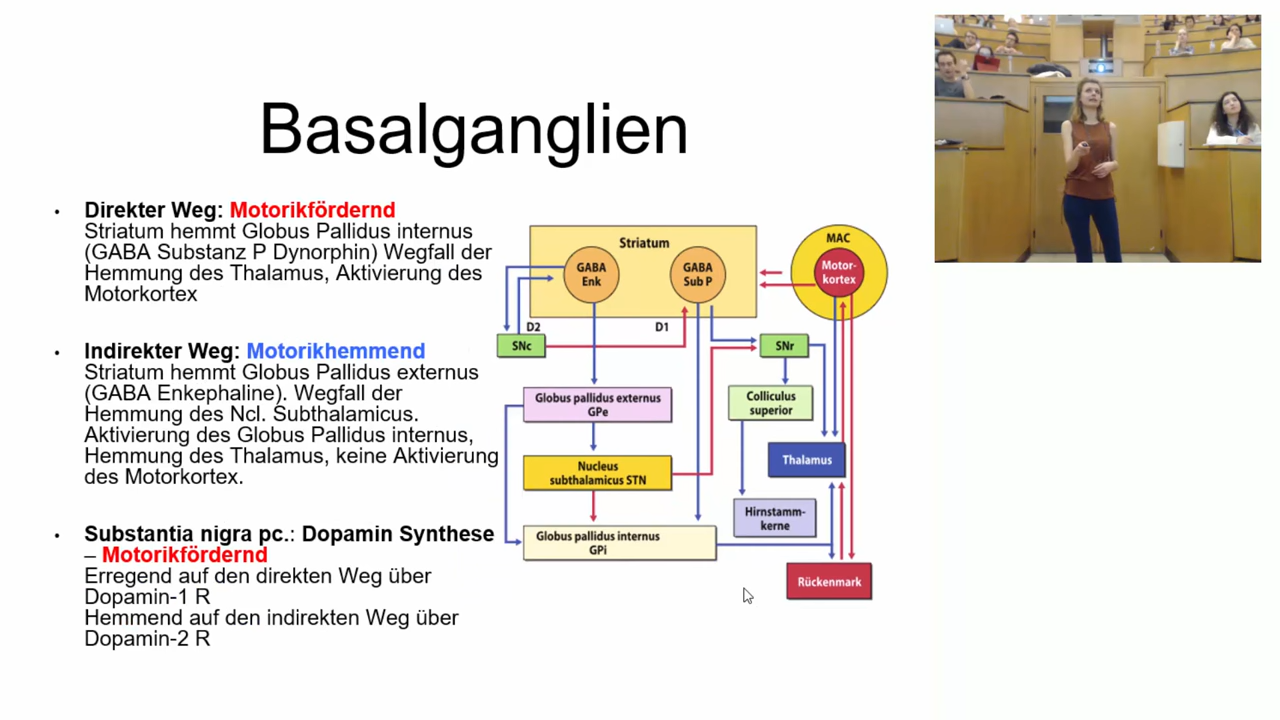 Basalganglien
• Direkter Weg: Motorikfördernd
Striatum hemmt Globus Pallidus internus
(GABA Substanz P Dynorphin) Wegfall der
Hemmung des Thalamus, Aktivierung des
Motorkortex
• Indirekter Weg: Motorikhemmend
Striatum hemmt Globus Pallidus externus
(GABA Enkephaline). Wegfall der
Hemmung des Ncl. Subthalamicus.
Aktivierung des Globus Pallidus internus,
Hemmung des Thalamus, keine Aktivierung
des Motorkortex.
• Substantia nigra pc.: Dopamin Synthese
– Motorikfördernd
Erregend auf den direkten Weg über
Dopamin-1 R
Hemmend auf den indirekten Weg über
Dopamin-2 R
Striatum
GABA
Enk
GABA
Sub P
MAC
Motor-
kortex
D2
D1
SNc
SNr
Globus pallidus externus
GPe
Colliculus
superior
Nucleus
subthalamicus STN
Thalamus
Hirnstamm-
kerne
Globus pallidus internus
GPi
Rückenmark